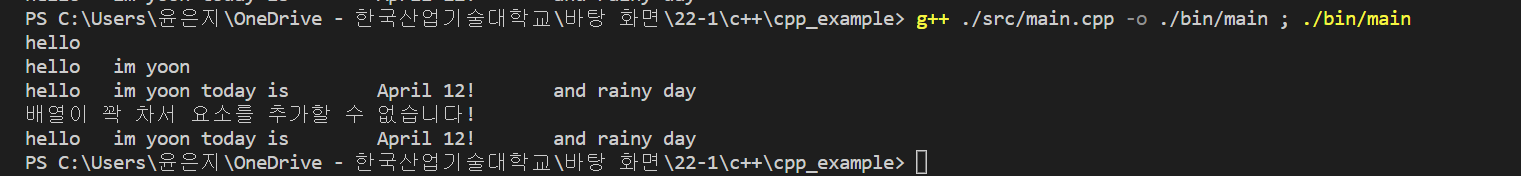 PS C:\Users\윤은지\OneDrive - 한국산업기술대학교\바탕 화면\22-1\c++\cpp_example> g++ ./src/main.cpp -o ./bin/main ; ./bin/main
hello
hello   im yoon
hello   im yoon today is        April 12!       and rainy day
배열이 꽉 차서 요소를 추가할 수 없습니다!
hello   im yoon today is        April 12!       and rainy day
PS C:\Users\윤은지\OneDrive - 한국산업기술대학교\바탕 화면\22-1\c++\cpp_example>